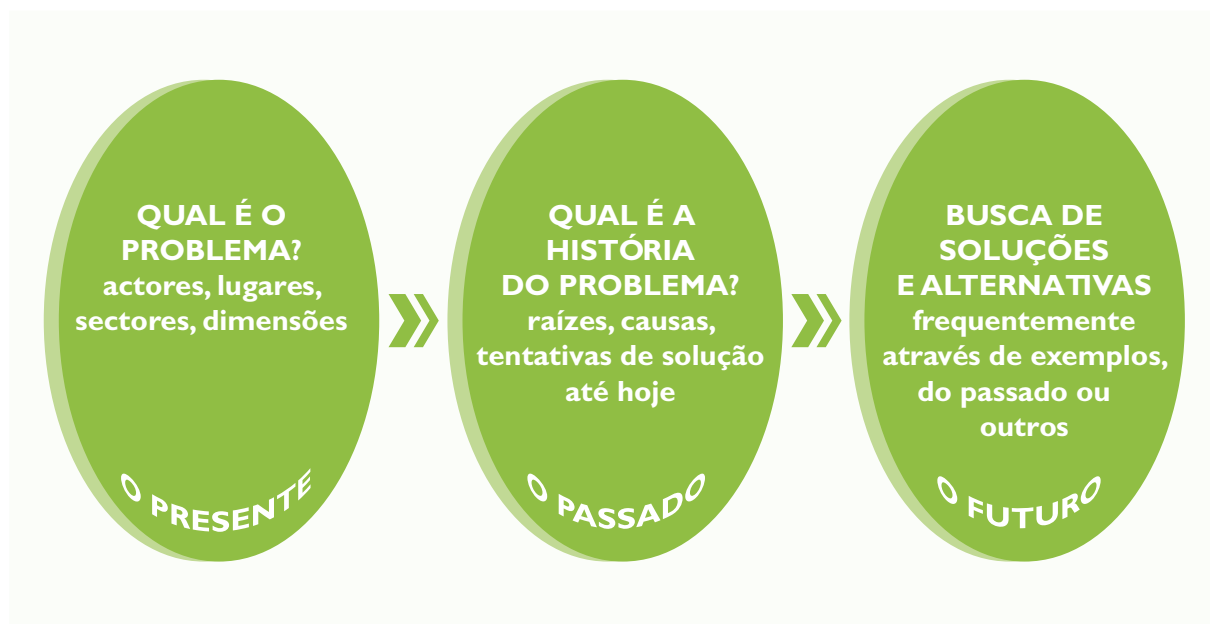 QUAL É O
PROBLEMA?
actores, lugares,
sectores, dimensões
O PRESENTE
QUAL É A
HISTÓRIA
DO PROBLEMA?
raízes, causas,
tentativas de solução
até hoje
O PASSADO
BUSCA DE
SOLUÇÕES
E ALTERNATIVAS
frequentemente
através de exemplos,
do passado ou
outros
O FUTURO